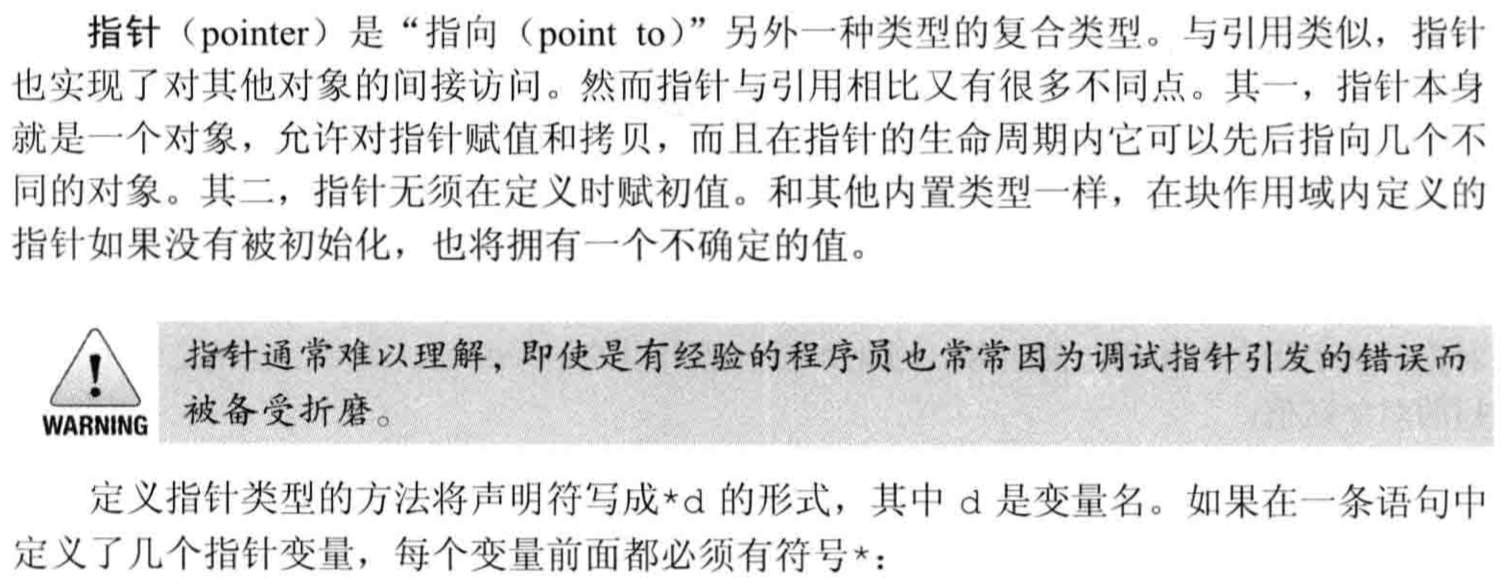 指针（pointer）是“指向（point to）”另外一种类型的复合类型。与引用类似，指针
也实现了对其他对象的间接访问。然而指针与引用相比又有很多不同点。其一，指针本身
就是一个对象，允许对指针赋值和拷贝，而且在指针的生命周期内它可以先后指向几个不
同的对象。其二，指针无须在定义时赋初值。和其他内置类型一样，在块作用域内定义的
指针如果没有被初始化，也将拥有一个不确定的值。
指针通常难以理解，即使是有经验的程序员也常常因为调试指针引发的错误而
被备受折磨。
WARNING
定义指针类型的方法将声明符写成*d 的形式，其中 d 是变量名。如果在一条语句中
定义了几个指针变量，每个变量前面都必须有符号*：